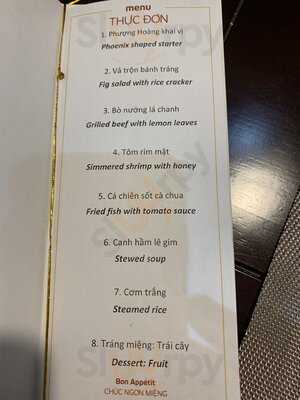 menu
THỰC ĐƠN
1. Phượng Hoàng khai vị
Phoenix shaped starter
2. Vả trộn bánh tráng
Fig salad with rice cracker
3. Bò nướng lá chanh
Grilled beef with lemon leaves
4. Tôm rim mật
Simmered shrimp with honey
5. Cá chiên sốt cà chua
Fried fish with tomato sauce
6. Canh hầm lê gim
Stewed soup
7. Cơm trắng
Steamed rice
8. Tráng miệng: Trái cây
Dessert: Fruit
Bon Appetit
CHÚC NGON MIỆNG